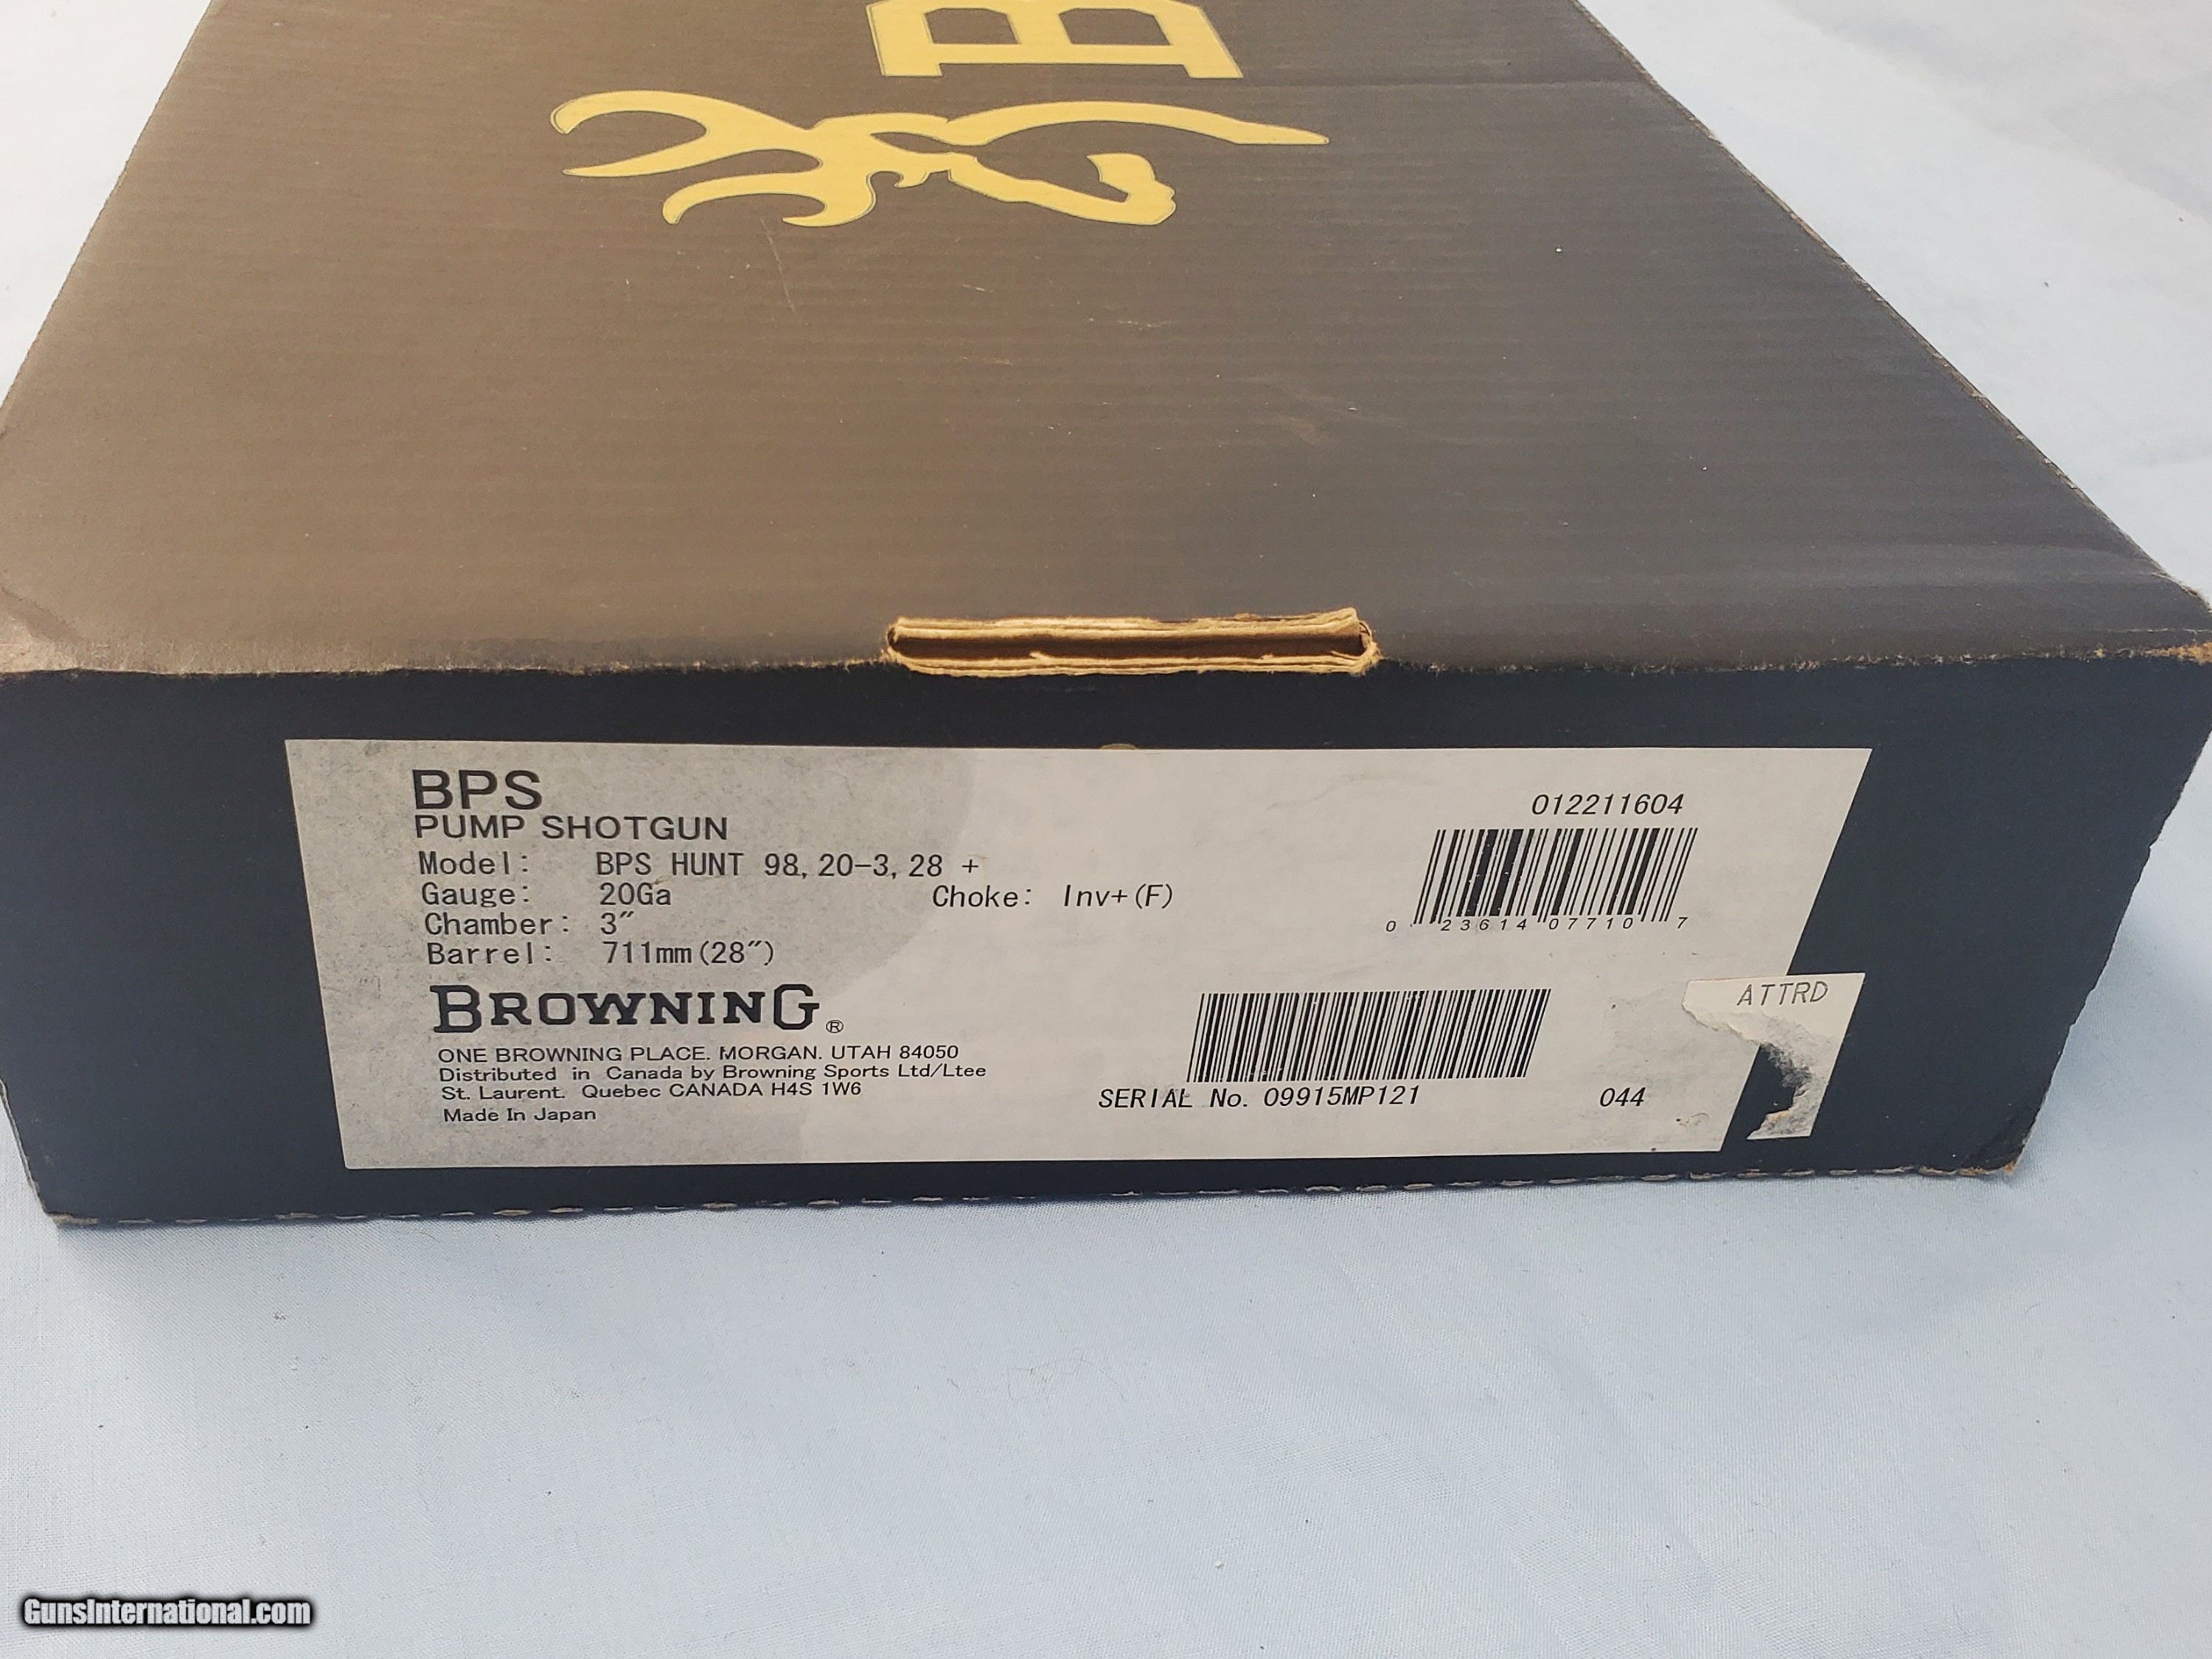 B
BPS
PUMP SHOTGUN
Model: BPS HUNT 98, 20-3, 28 +
Gauge: 20Ga Choke: Inv+(F)
Chamber: 3"
Barrel: 711mm(28")
BROWNING®
ONE BROWNING PLACE. MORGAN. UTAH 84050
Distributed in Canada by Browning Sports Ltd/Ltee
St. Laurent. Quebec CANADA H4S 1W6
Made In Japan
012211604
0 23614 07710 7
SERIAL No. 09915MP121 044
ATTRD
GunsInternational.com